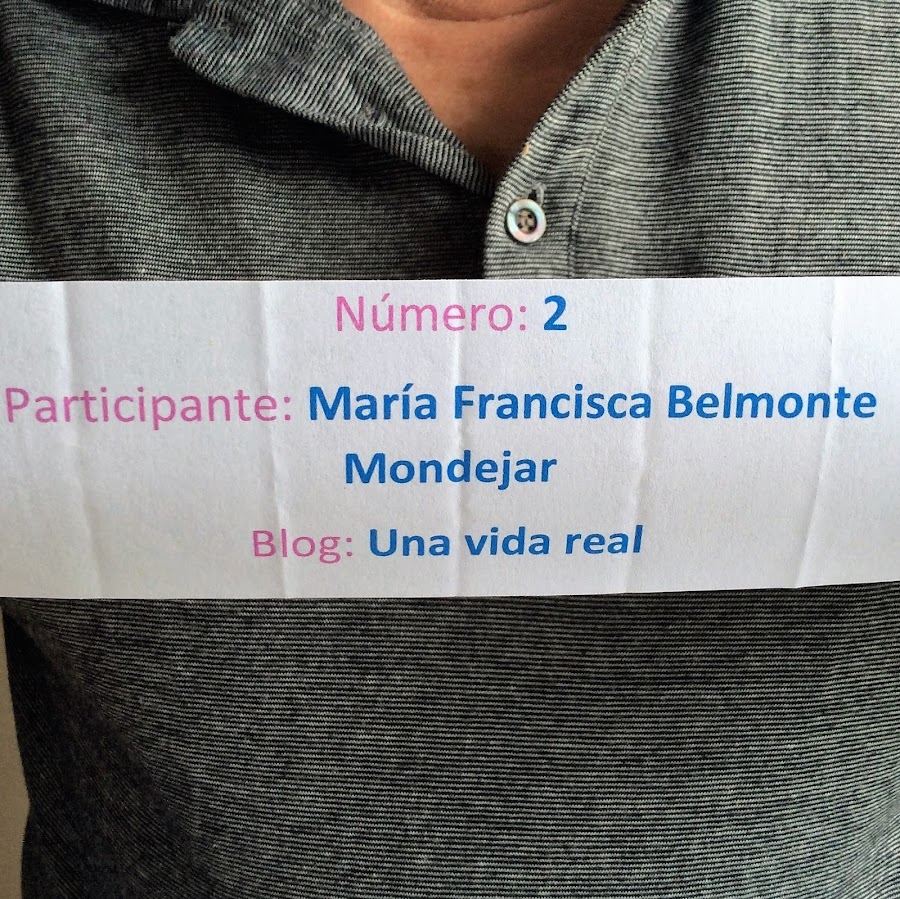 Número: 2
Participante: María Francisca Belmonte
Mondejar
Blog: Una vida real